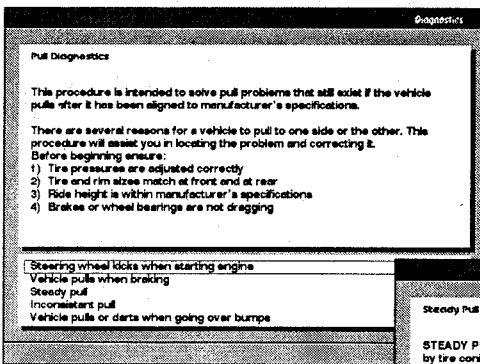 Diagnostics
Pull Diagnostics
This procedure is intended to solve pull problems that still exist if the vehicle
pulls after it has been aligned to manufacturer's specifications.
There are several reasons for a vehicle to pull to one side or the other. This
procedure will assist you in locating the problem and correcting it.
Before beginning ensure:
1) Tire pressures are adjusted correctly
2) Tire and rim sizes match at front and at rear
3) Ride height is within manufacturer's specifications
4) Brakes or wheel bearings are not dragging
Steering wheel kicks when starting engine
Vehicle pulls when braking
Steady pull
Inconsistant pull
Vehicle pulls or darts when going over bumps
Steady Pull
STEADY P
by tire con